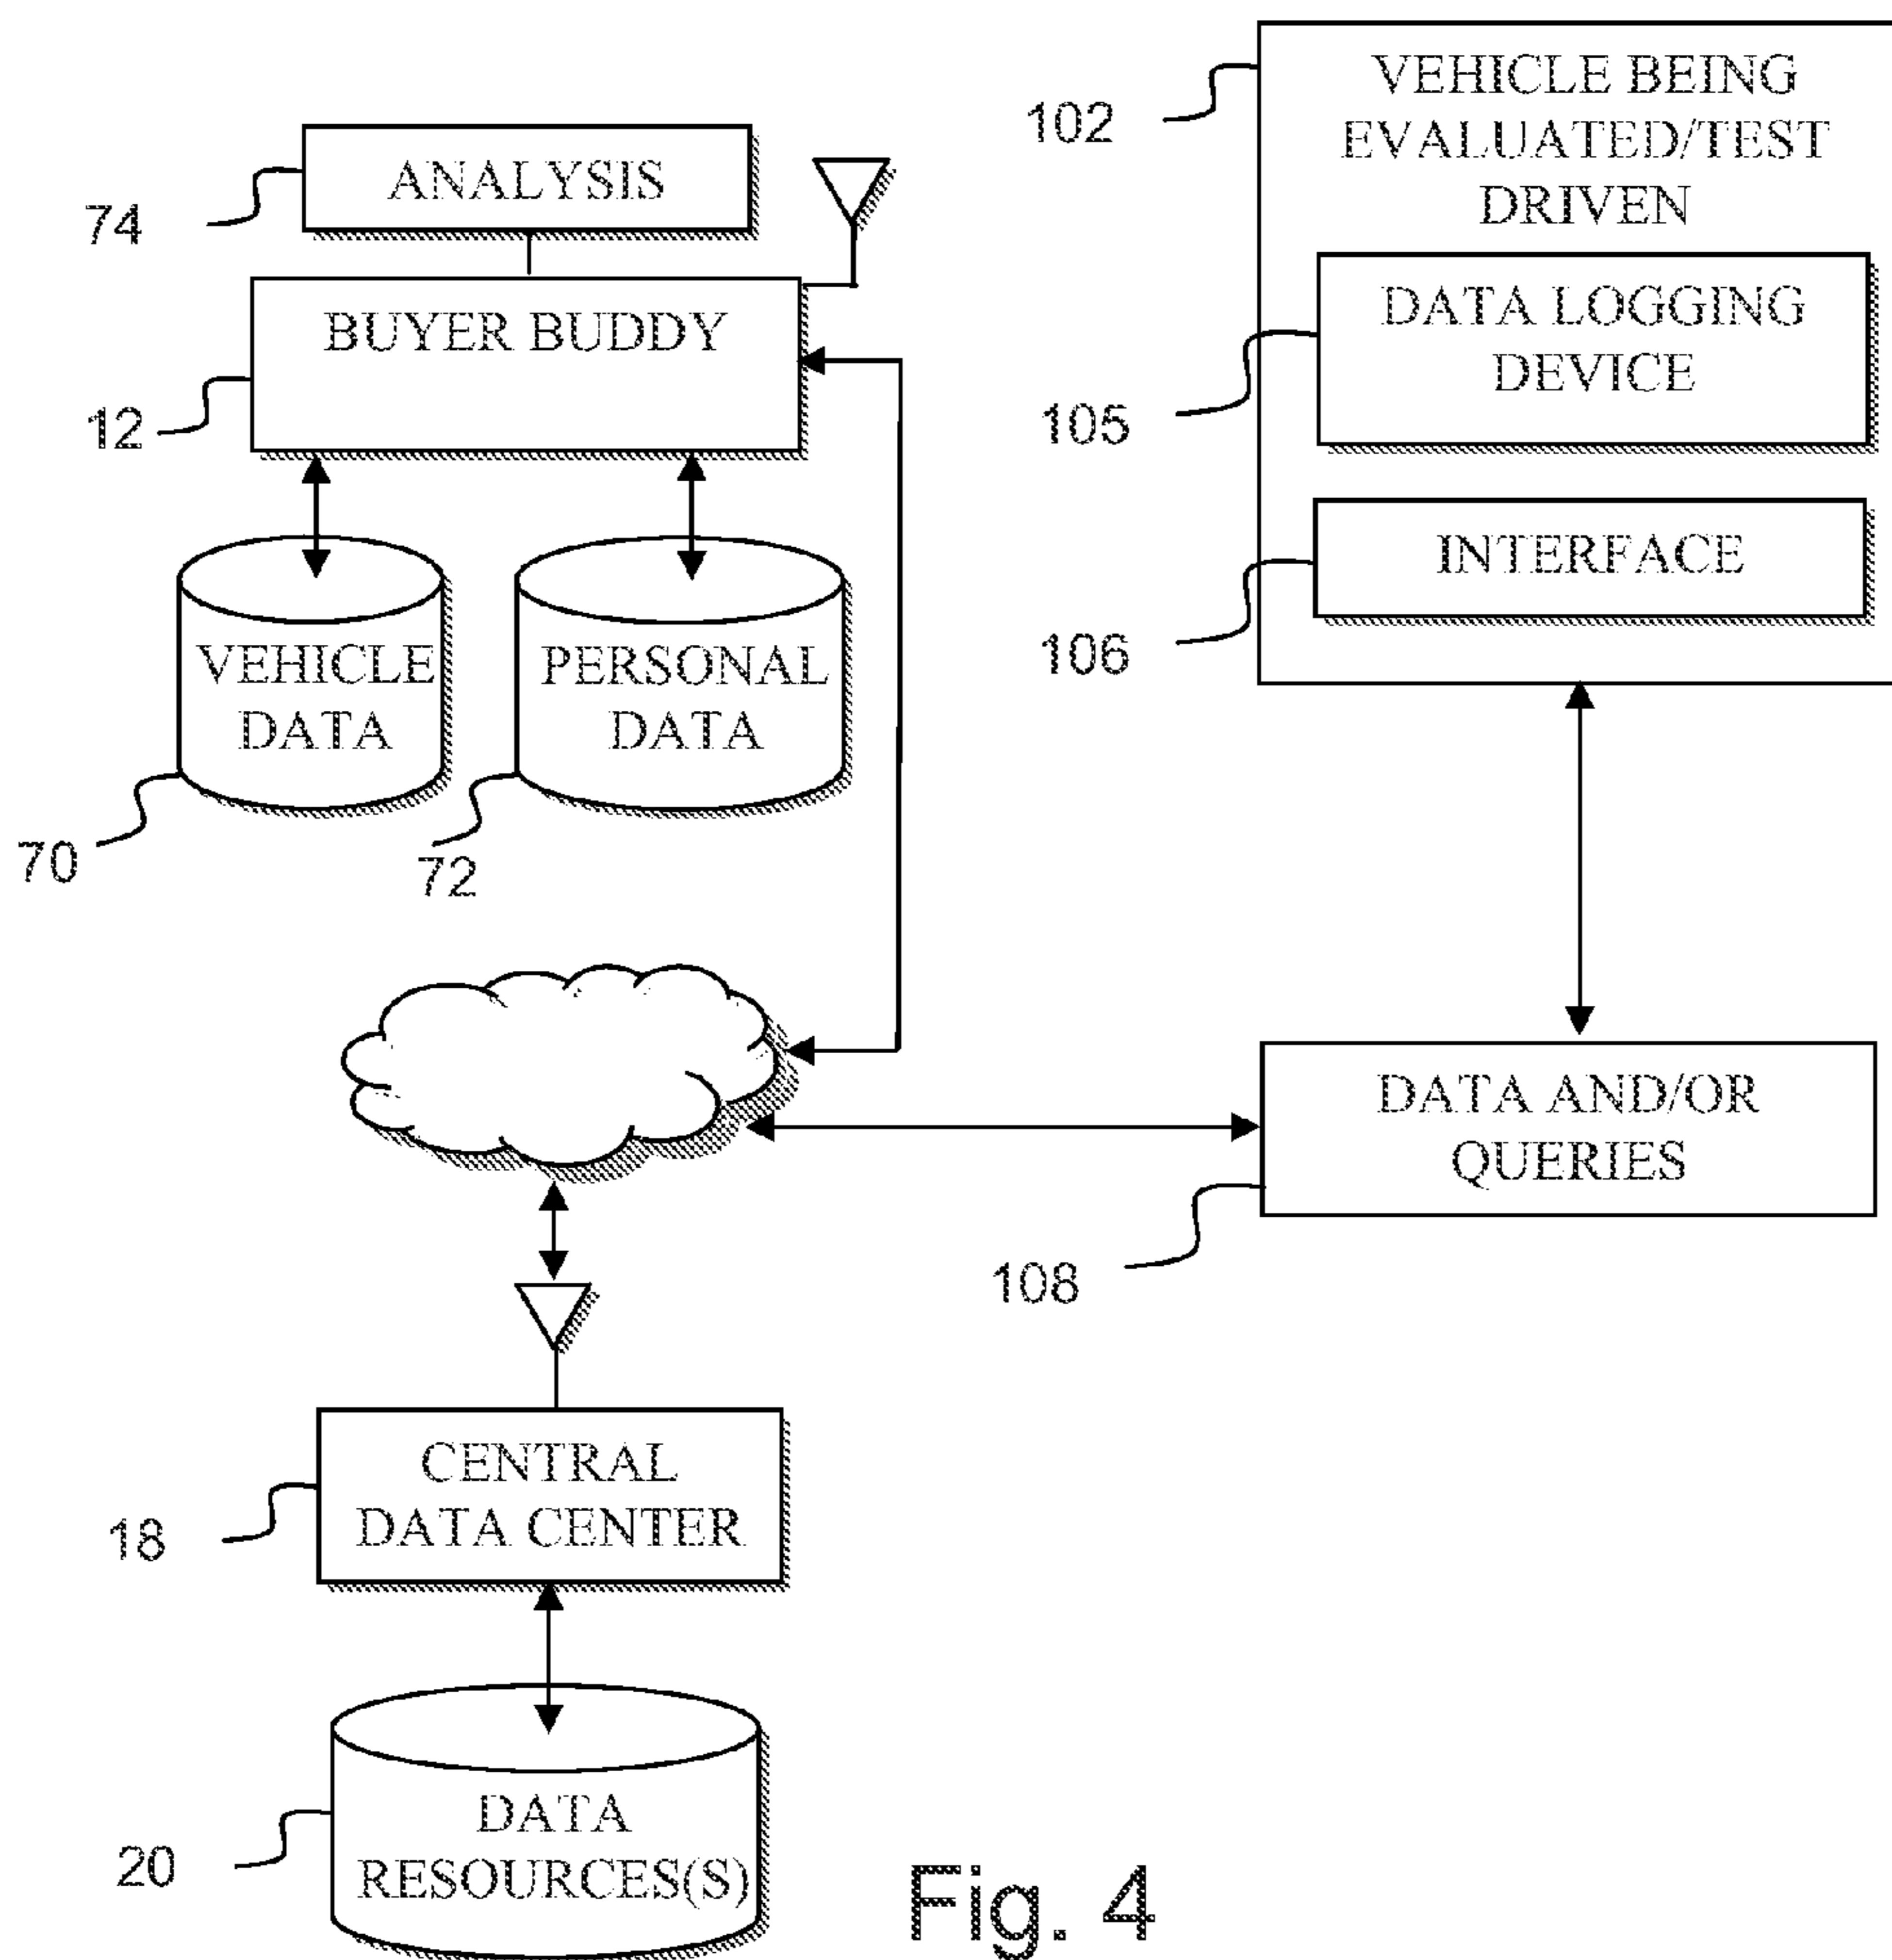 VEHICLE BEING
EVALUATED/TEST
DRIVEN
102
ANALYSIS
74
DATA LOGGING
DEVICE
105
BUYER BUDDY
12
INTERFACE
106
VEHICLE
DATA
70
PERSONAL
DATA
72
DATA AND/OR
QUERIES
108
CENTRAL
DATA CENTER
18
DATA
RESOURCES(S)
20
Fig. 4